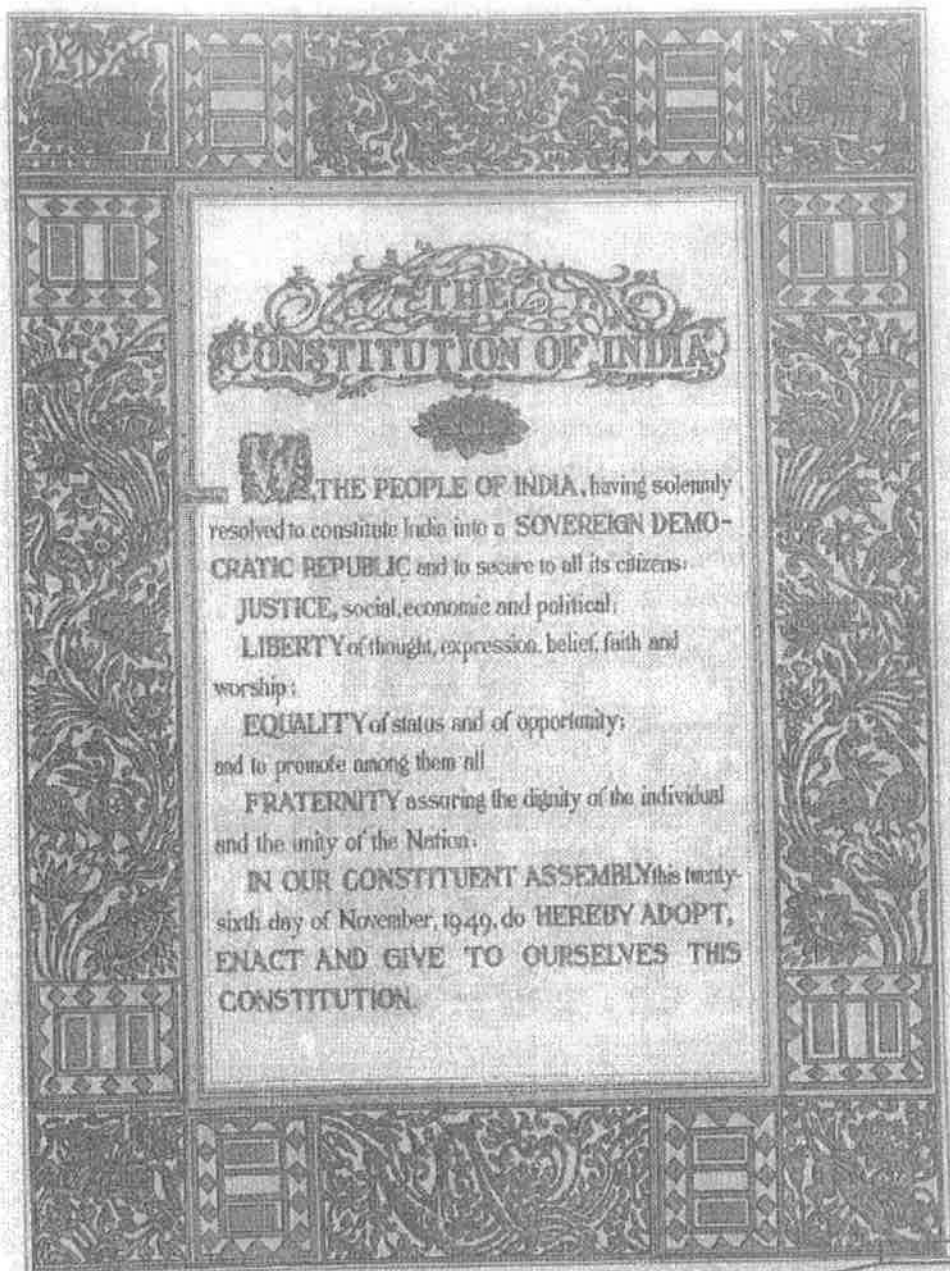 THE
CONSTITUTION OF INDIA
WE, THE PEOPLE OF INDIA, having solemnly
resolved to constitute India into a SOVEREIGN DEMO-
CRATIC REPUBLIC and to secure to all its citizens:
JUSTICE, social, economic and political;
LIBERTY of thought, expression, belief, faith and
worship;
EQUALITY of status and of opportunity;
and to promote among them all
FRATERNITY assuring the dignity of the individual
and the unity of the Nation;
IN OUR CONSTITUENT ASSEMBLY this twenty-
sixth day of November, 1949, do HEREBY ADOPT,
ENACT AND GIVE TO OURSELVES THIS
CONSTITUTION.